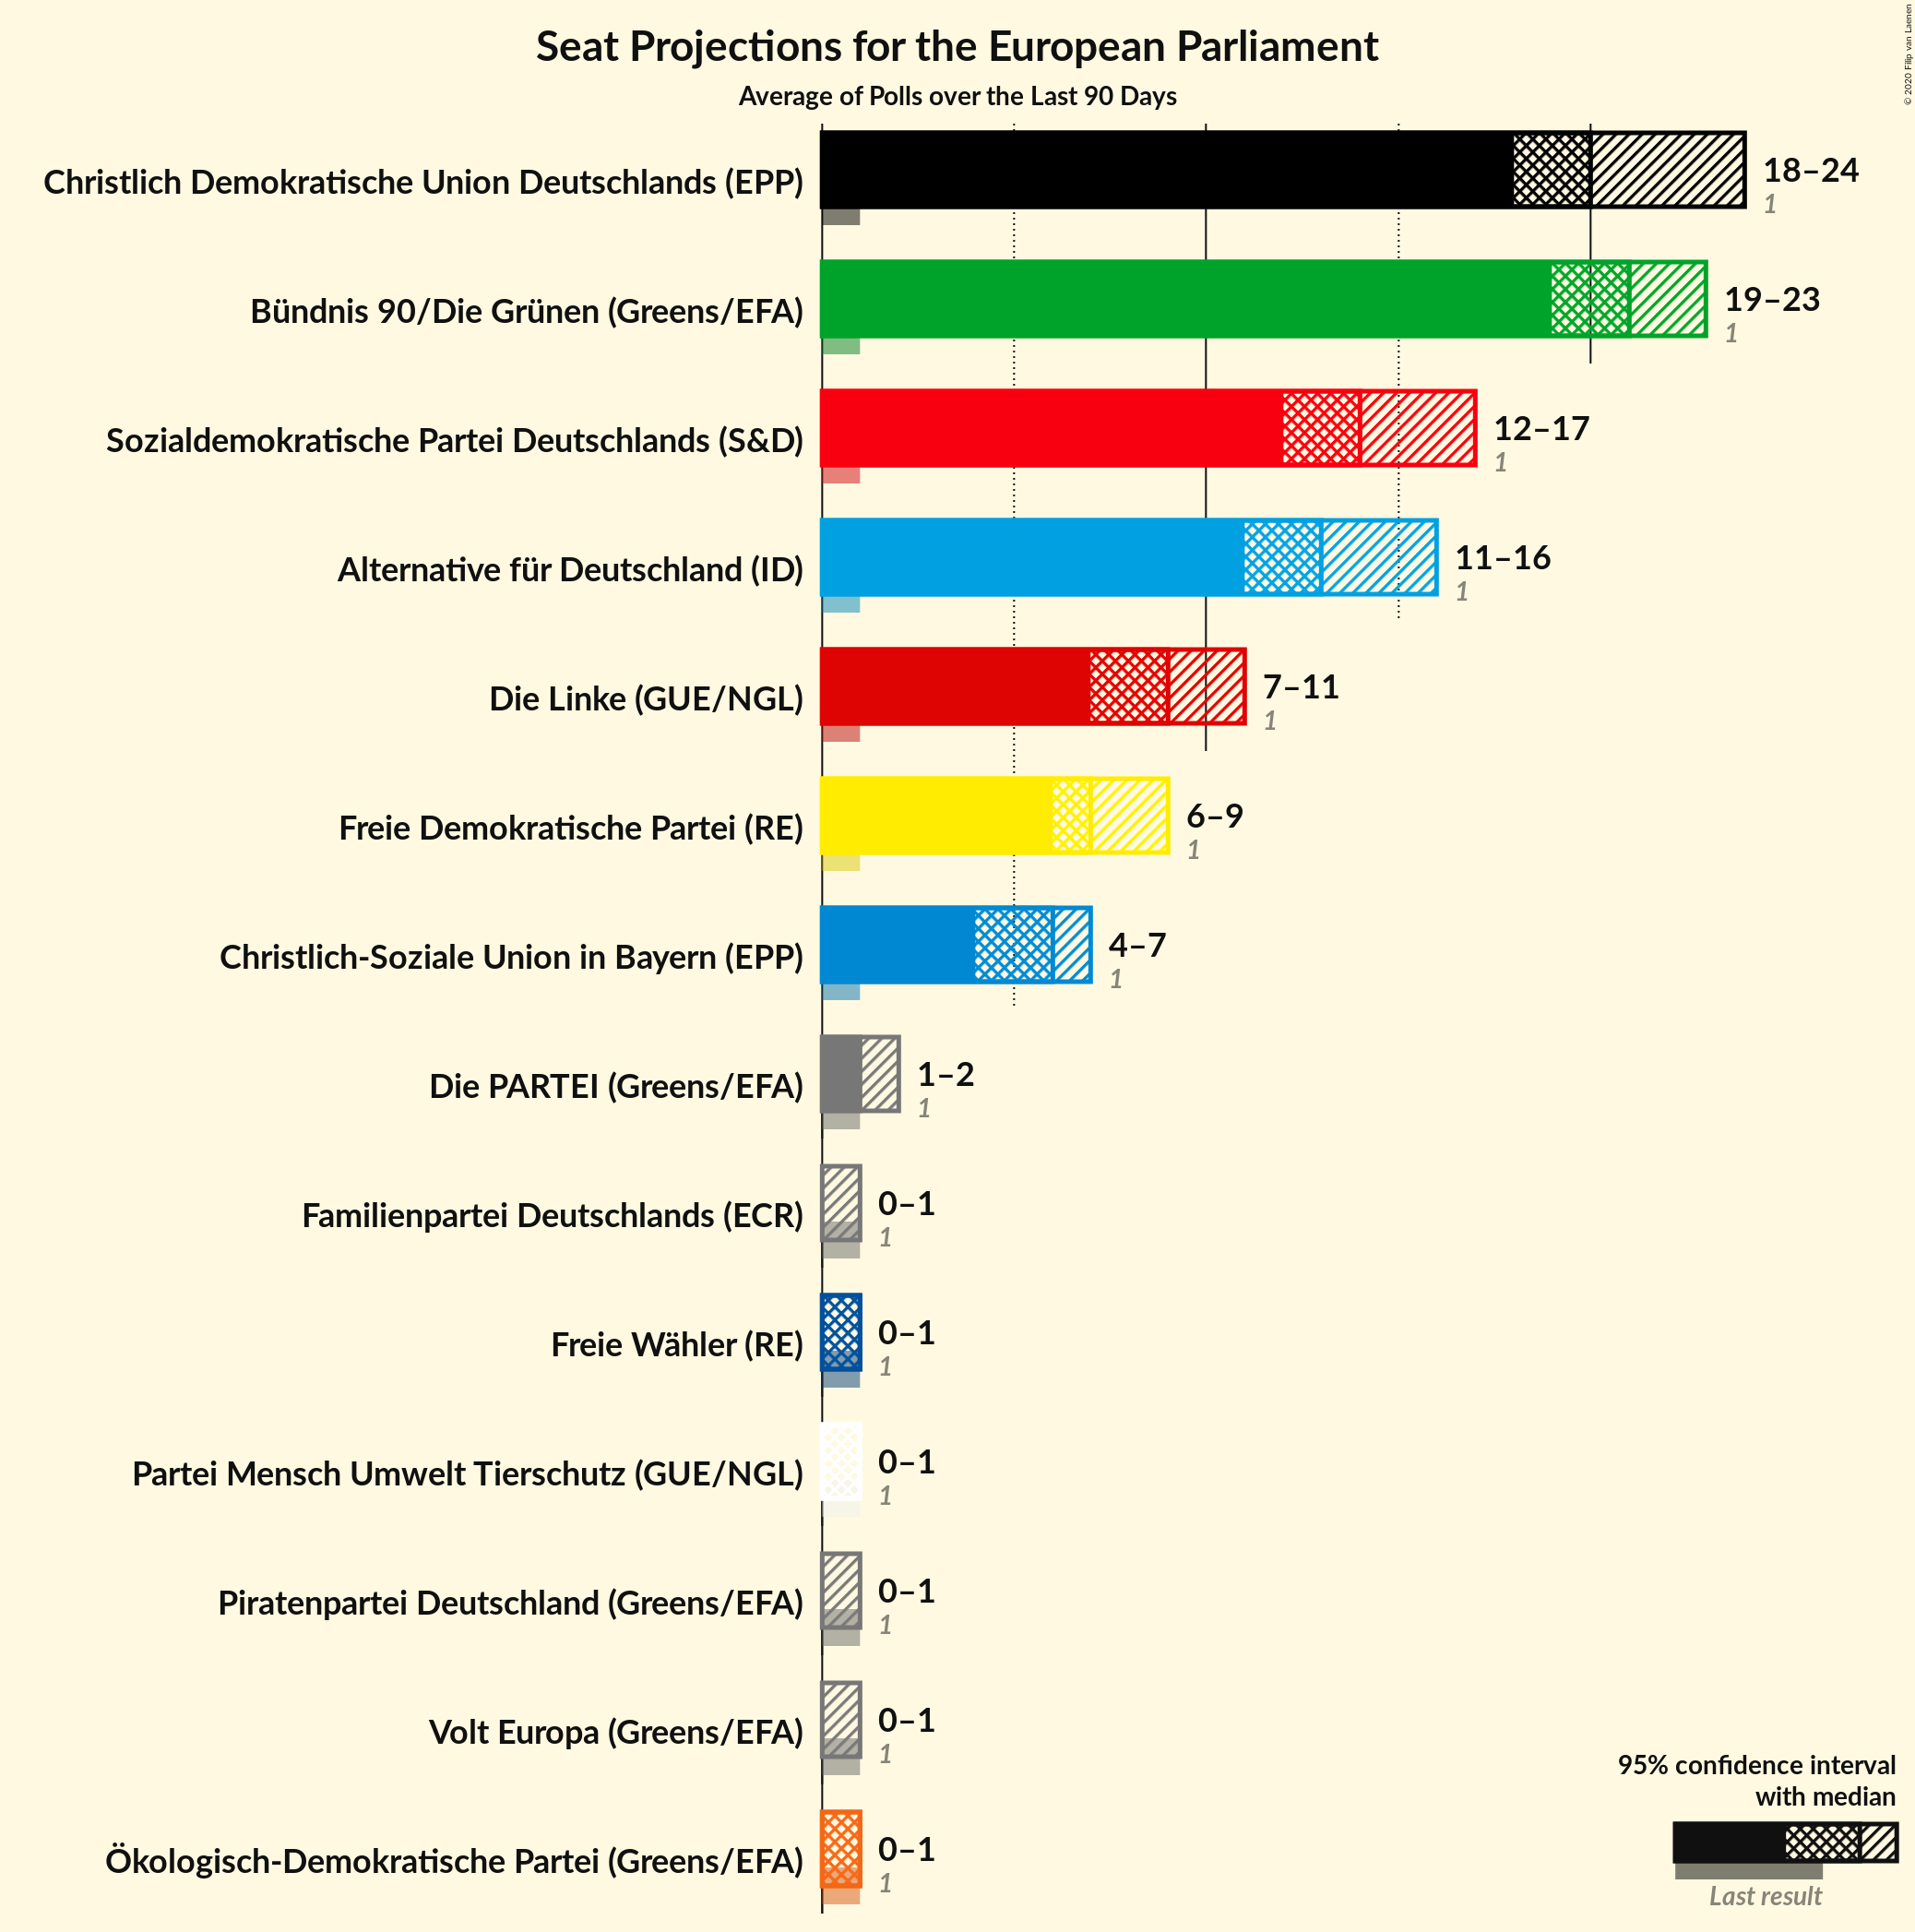 © 2020 Filip van Laenen
Seat Projections for the European Parliament
Average of Polls over the Last 90 Days
Christlich Demokratische Union Deutschlands (EPP)
18–24
1
Bündnis 90/Die Grünen (Greens/EFA)
19–23
1
Sozialdemokratische Partei Deutschlands (S&D)
12–17
1
Alternative für Deutschland (ID)
11–16
1
Die Linke (GUE/NGL)
7–11
1
Freie Demokratische Partei (RE)
6–9
1
Christlich-Soziale Union in Bayern (EPP)
4–7
1
Die PARTEI (Greens/EFA)
1–2
1
Familienpartei Deutschlands (ECR)
0–1
1
Freie Wähler (RE)
0–1
1
Partei Mensch Umwelt Tierschutz (GUE/NGL)
0–1
1
Piratenpartei Deutschland (Greens/EFA)
0–1
1
Volt Europa (Greens/EFA)
0–1
1
Ökologisch-Demokratische Partei (Greens/EFA)
0–1
1
95% confidence interval
with median
Last result